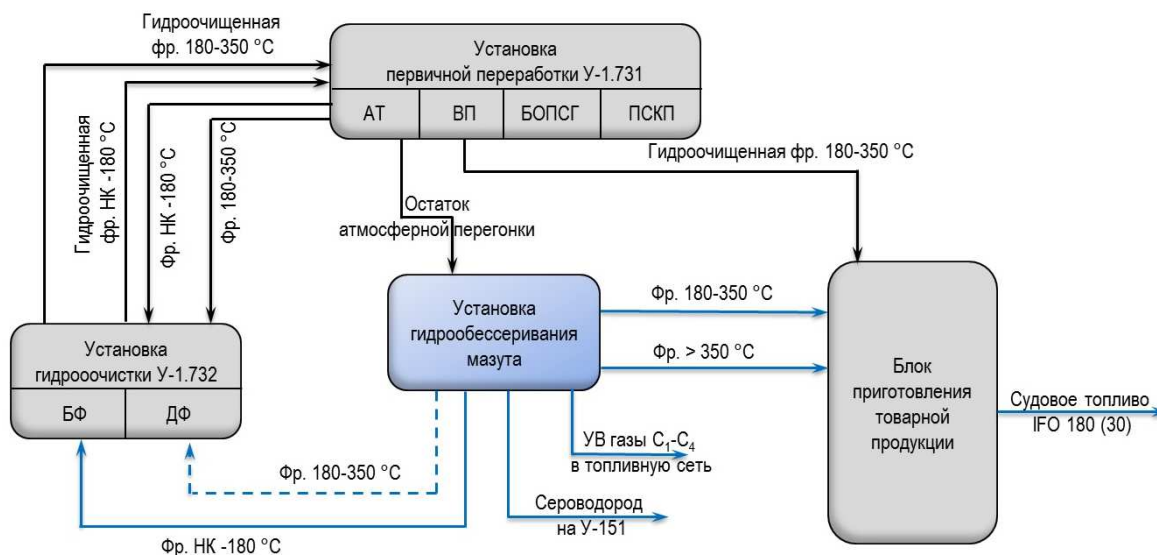 Гидроочищенная
фр. 180-350 °С
Установка
первичной переработки У-1.731
АТ
ВП
БОПСГ
ПСКП
Гидроочищенная
фр. НК -180 °С
Фр. НК -180 °С
Фр. 180-350 °С
Гидроочищенная фр. 180-350 °С
Остаток
атмосферной перегонки
Установка
гидрообессеривания
мазута
Фр. 180-350 °С
Фр. > 350 °С
Установка
гидрооочистки У-1.732
БФ
ДФ
Блок
приготовления
товарной
продукции
Судовое топливо
IFO 180 (30)
УВ газы С₁-С₄
в топливную сеть
Фр. 180-350 °С
Сероводород
на У-151
Фр. НК -180 °С